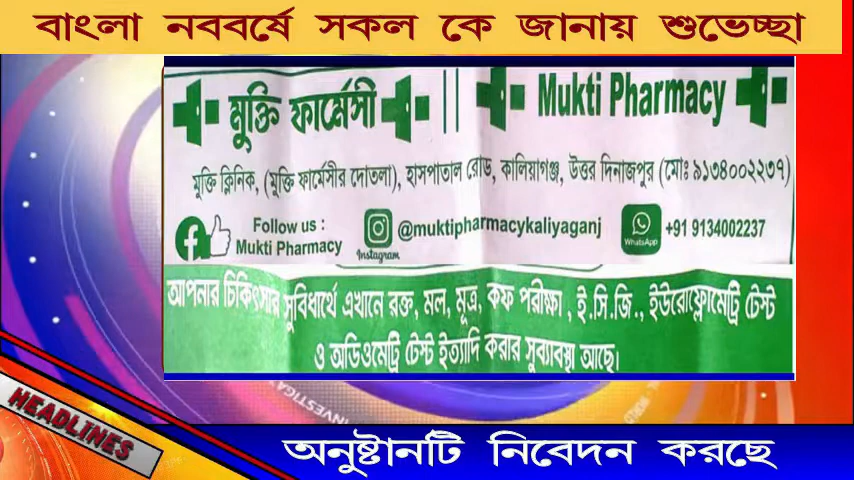 বাংলা নববর্ষে সকল কে জানায় শুভেচ্ছা
মুক্তি ফার্মেসী || Mukti Pharmacy
মুক্তি ক্লিনিক, (মুক্তি ফার্মেসীর দোতলা), হাসপাতাল রোড, কালিয়াগঞ্জ, উত্তর দিনাজপুর (মোঃ ৯১৩৪০০২২৩৭)
Follow us :
Mukti Pharmacy
Instagram
@muktipharmacykaliyaganj
WhatsApp
+91 9134002237
আপনার চিকিৎসার সুবিধার্থে এখানে রক্ত, মল, মূত্র, কফ পরীক্ষা, ই.সি.জি., ইউরোফ্লোমেট্রি টেস্ট
ও অডিওমেট্রি টেস্ট ইত্যাদি করার সুব্যাবস্থা আছে।
HEADLINES
অনুষ্টানটি নিবেদন করছে